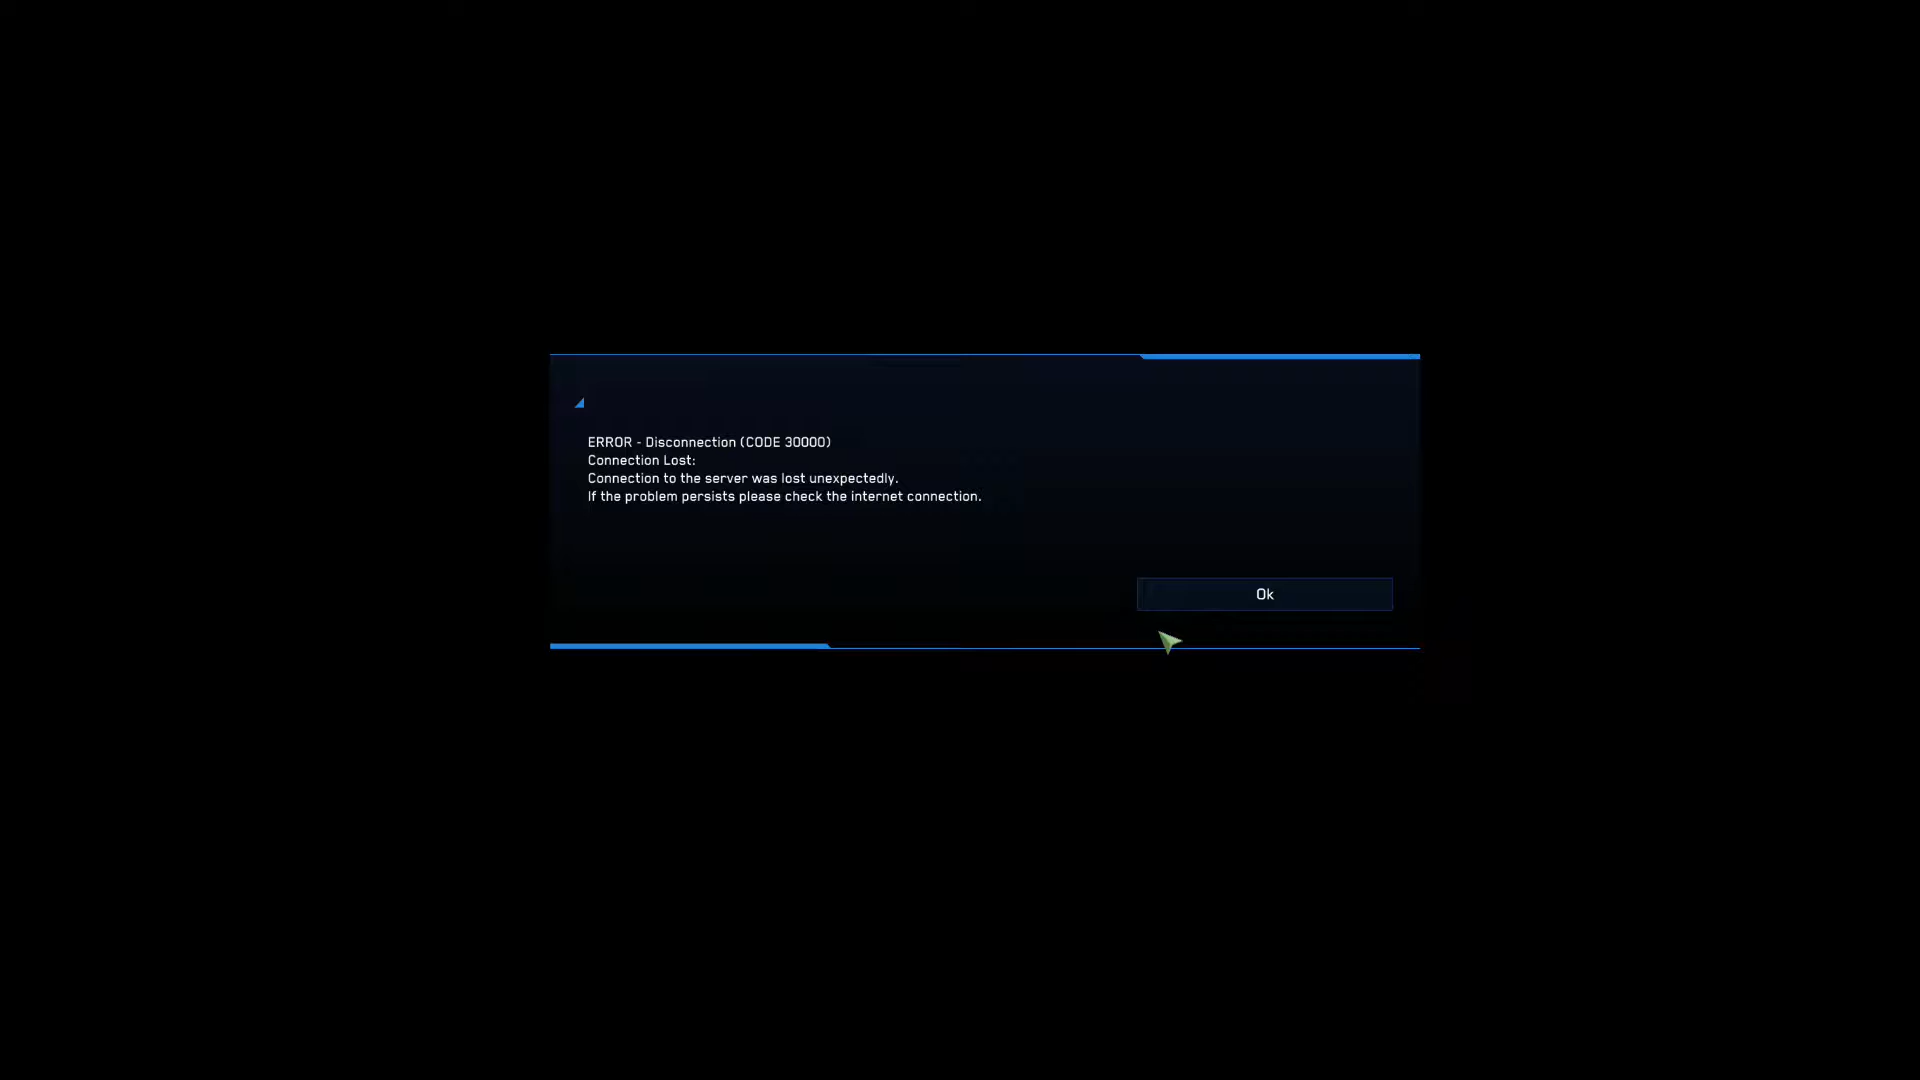 ERROR - Disconnection (CODE 30000)
Connection Lost:
Connection to the server was lost unexpectedly.
If the problem persists please check the internet connection.
Ok